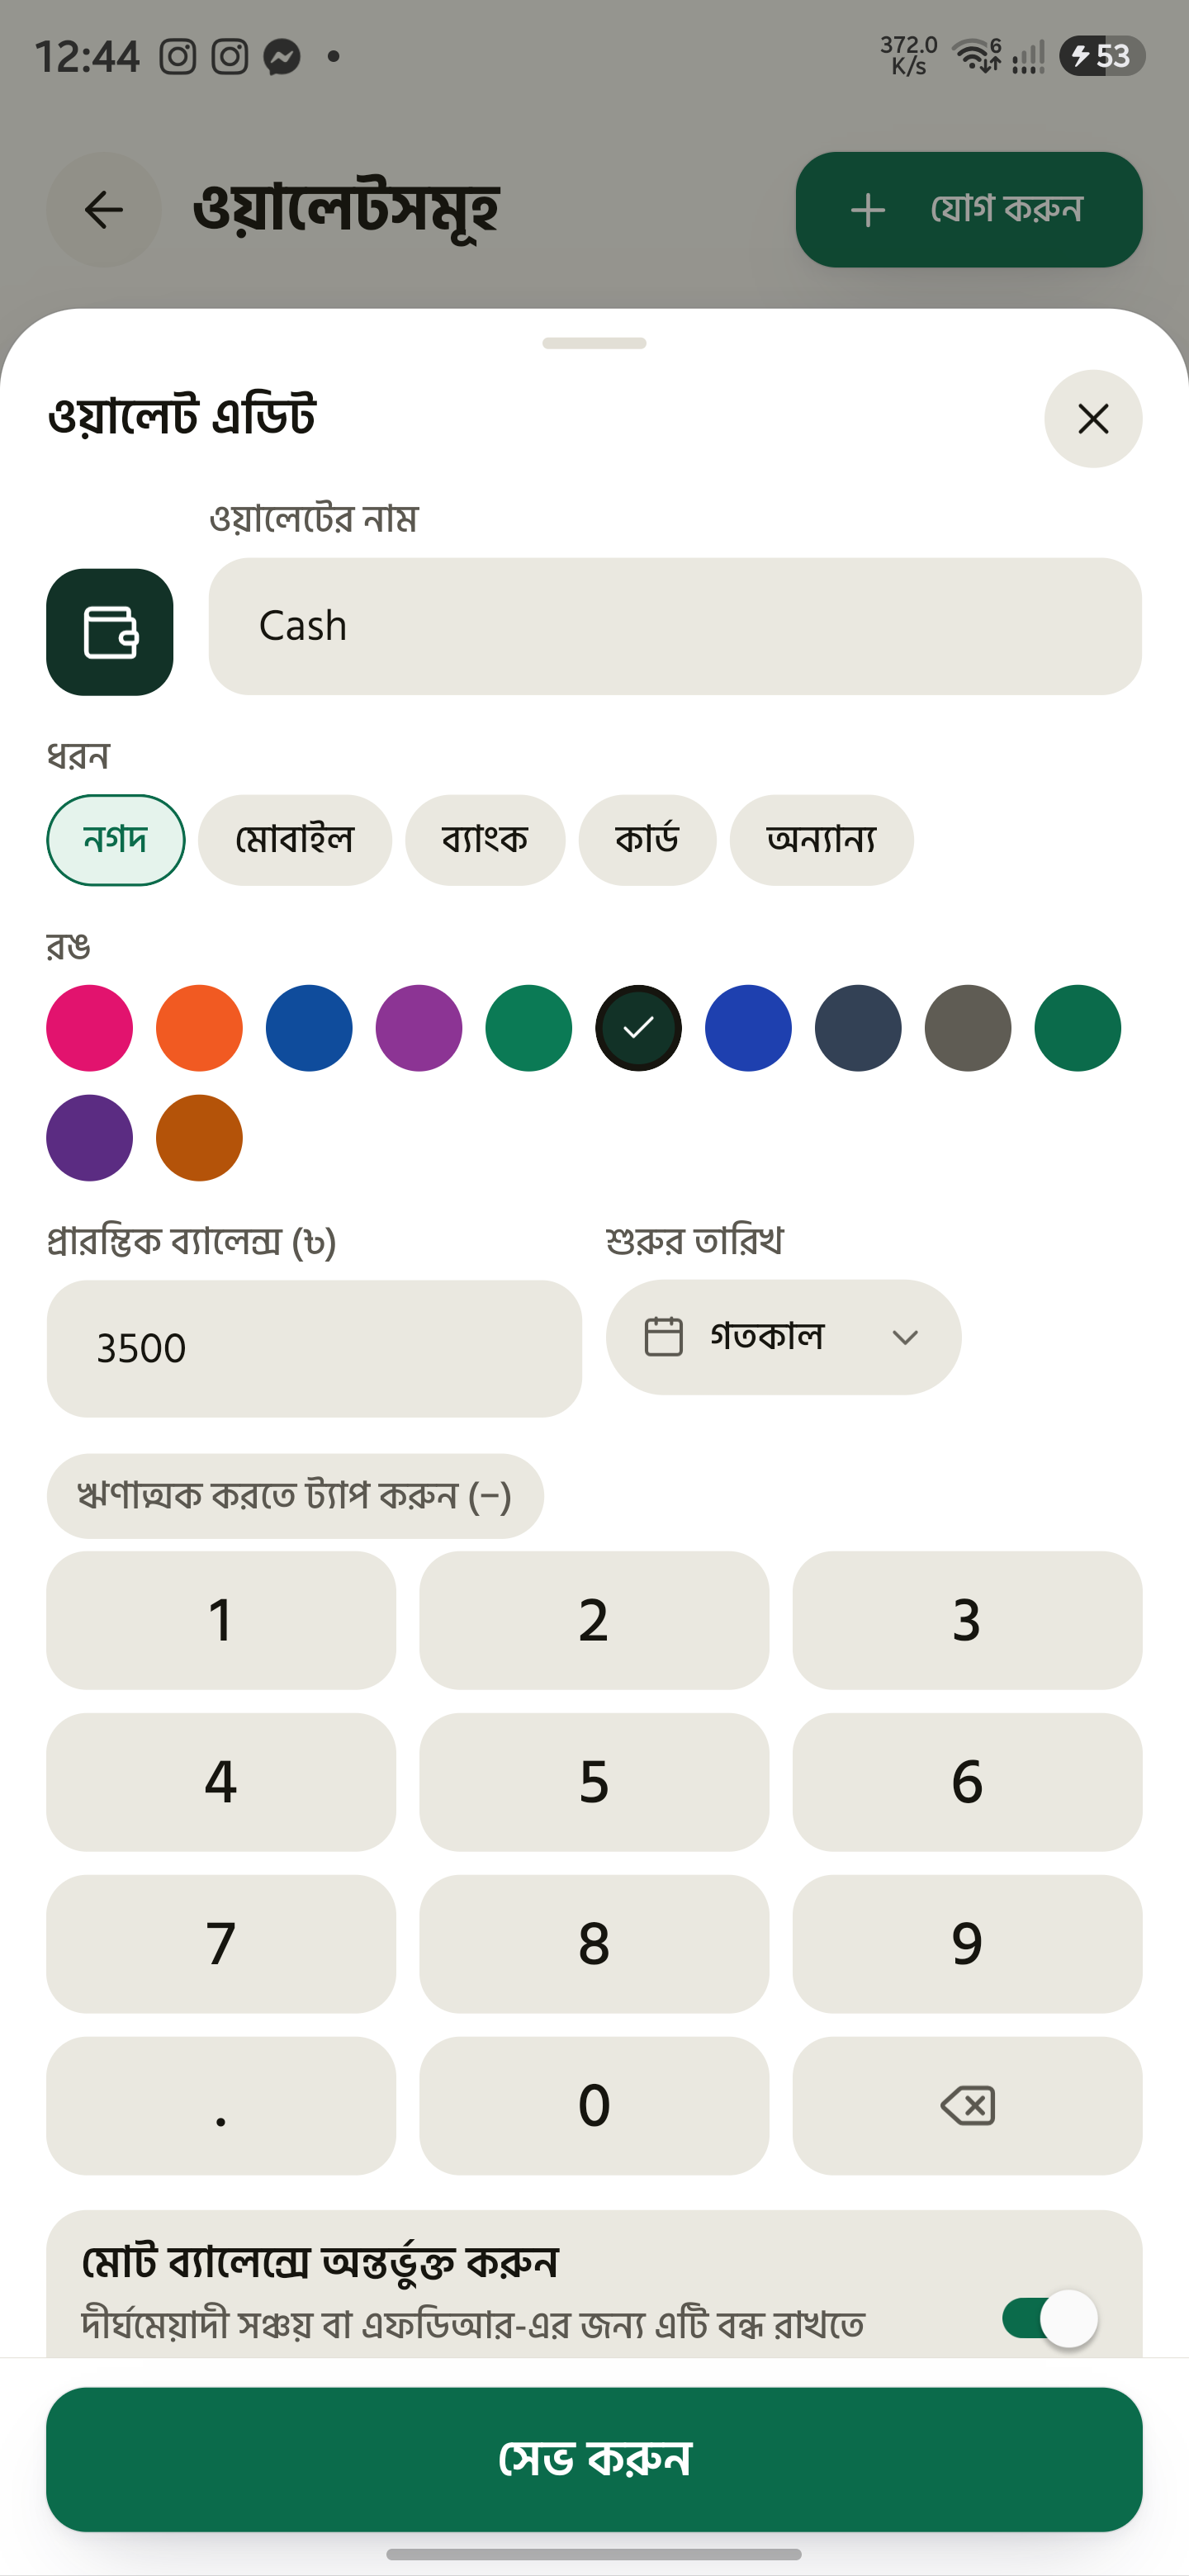 12:44
372.0 K/s
6
53
ওয়ালেটসমূহ
যোগ করুন
ওয়ালেট এডিট
ওয়ালেটের নাম
Cash
ধরন
নগদ মোবাইল ব্যাংক কার্ড অন্যান্য
রঙ
প্রারম্ভিক ব্যালেন্স (৳) শুরুর তারিখ
3500 গতকাল
ঋণাত্মক করতে ট্যাপ করুন (−)
1 2 3
4 5 6
7 8 9
. 0
মোট ব্যালেন্সে অন্তর্ভুক্ত করুন
দীর্ঘমেয়াদী সঞ্চয় বা এফডিআর-এর জন্য এটি বন্ধ রাখতে
সেভ করুন